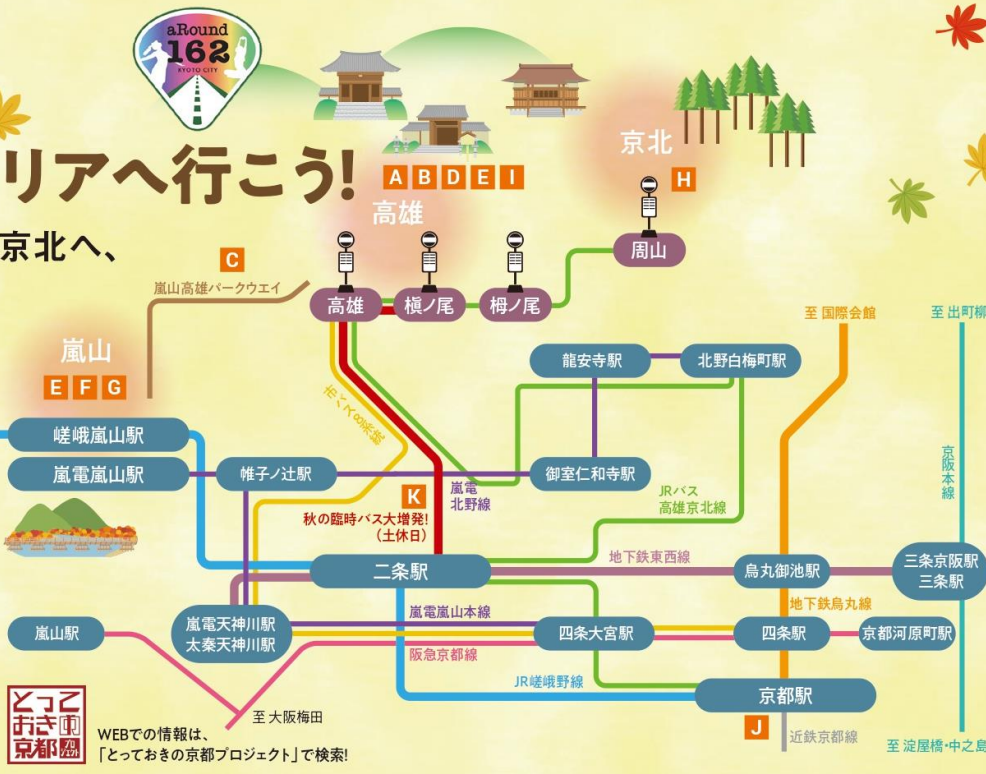 aRound
162
KYOTO CITY
リアへ行こう!
京北へ、
A B D E I
高雄
京北
H
周山
C
嵐山高雄パークウエイ
高雄
槇ノ尾
栂ノ尾
至 国際会館
至 出町柳
嵐山
E F G
龍安寺駅
北野白梅町駅
市バス8系統
嵯峨嵐山駅
嵐電嵐山駅
帷子ノ辻駅
御室仁和寺駅
京阪本線
嵐電
北野線
JRバス
高雄京北線
K
秋の臨時バス大増発!
(土休日)
二条駅
地下鉄東西線
烏丸御池駅
三条京阪駅
三条駅
嵐山駅
嵐電天神川駅
太秦天神川駅
嵐電嵐山本線
四条大宮駅
地下鉄烏丸線
四条駅
京都河原町駅
阪急京都線
JR嵯峨野線
京都駅
至 大阪梅田
J
近鉄京都線
至 淀屋橋・中之島
とって
おきの
京都
プロジェクト
WEBでの情報は、
「とっておきの京都プロジェクト」で検索!